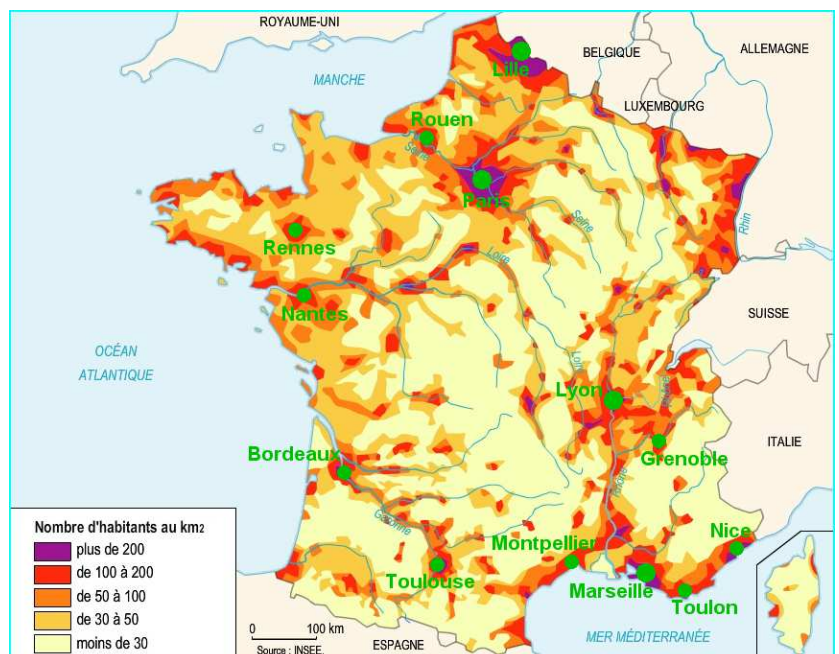 ROYAUME-UNI
BELGIQUE
ALLEMAGNE
MANCHE
Lille
LUXEMBOURG
Rouen
Seine
Paris
Seine
Rhin
Rennes
Loire
Nantes
SUISSE
OCÉAN
ATLANTIQUE
Loire
Lyon
Rhône
ITALIE
Grenoble
Bordeaux
Rhône
Garonne
Montpellier
Nice
Toulouse
Marseille
Toulon
Nombre d'habitants au km2
plus de 200
de 100 à 200
de 50 à 100
de 30 à 50
moins de 30
0 100 km
Source : INSEE.
ESPAGNE
MER MÉDITERRANÉE